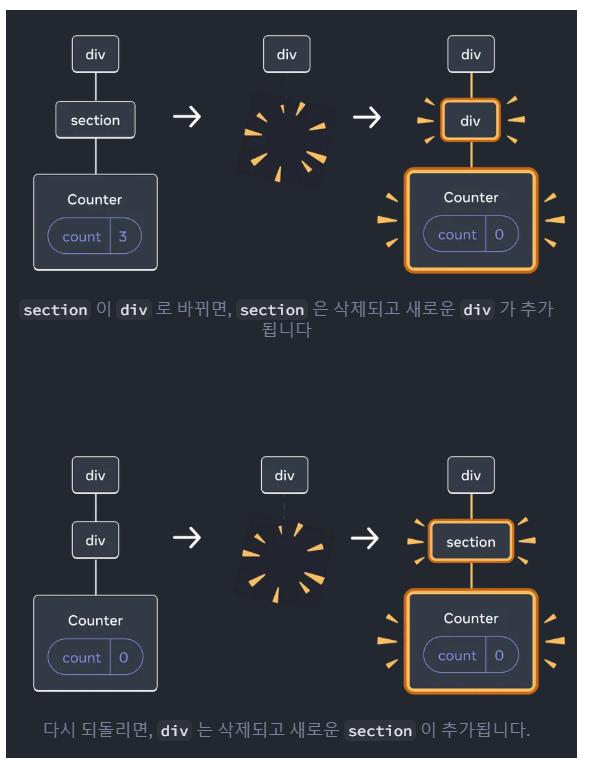 div div div
section div
Counter Counter
count 3 count 0
section 이 div 로 바뀌면, section 은 삭제되고 새로운 div 가 추가
됩니다
div div div
div section
Counter Counter
count 0 count 0
다시 되돌리면, div 는 삭제되고 새로운 section 이 추가됩니다.